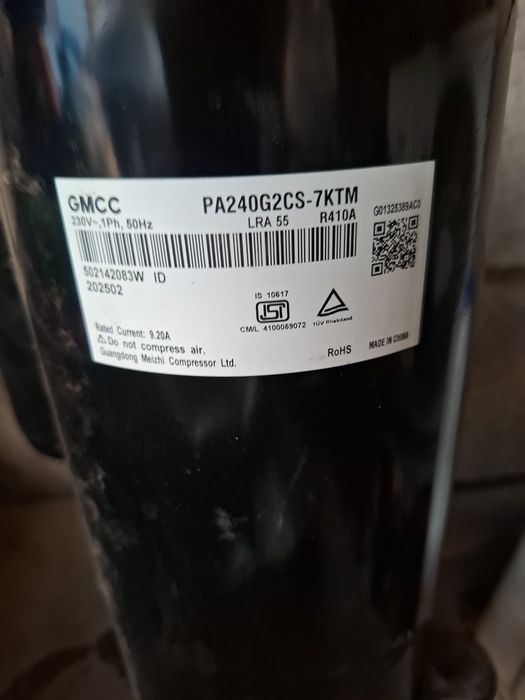 GMCC PA240G2CS-7KTM
230V~,1Ph, 50Hz LRA 55 R410A
G01325389AC0
502142083W ID
202502
IS 10617
ISI
CM/L 4100069072
TÜV Rheinland
Rated Current: 9.20A
⚠Do not compress air.
Guangdong Meizhi Compressor Ltd.
RoHS
MADE IN CHINA